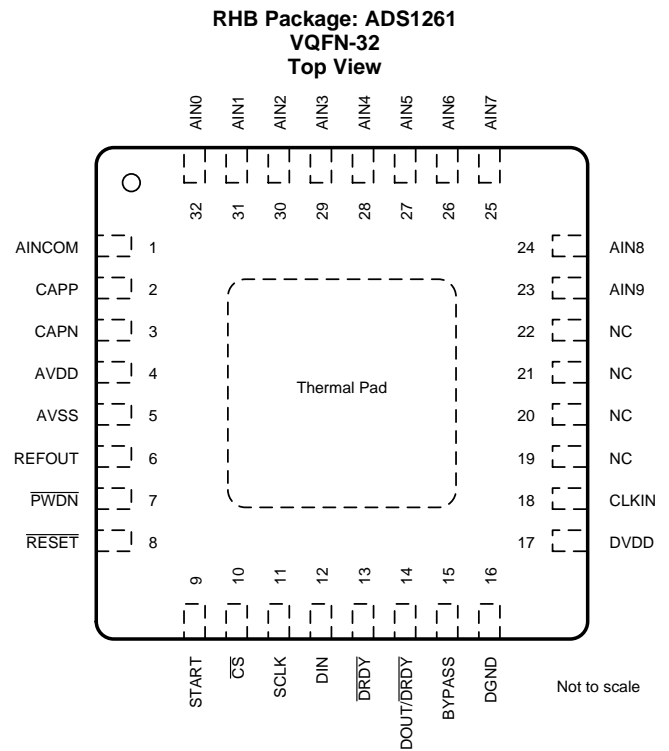 RHB Package: ADS1261
VQFN-32
Top View
AIN0 AIN1 AIN2 AIN3 AIN4 AIN5 AIN6 AIN7
32 31 30 29 28 27 26 25
AINCOM 1 24 AIN8
CAPP 2 23 AIN9
CAPN 3 22 NC
AVDD 4 21 NC
Thermal Pad
AVSS 5 20 NC
REFOUT 6 19 NC
PWDN 7 18 CLKIN
RESET 8 17 DVDD
9 10 11 12 13 14 15 16
START CS SCLK DIN DRDY DOUT/DRDY BYPASS DGND
Not to scale